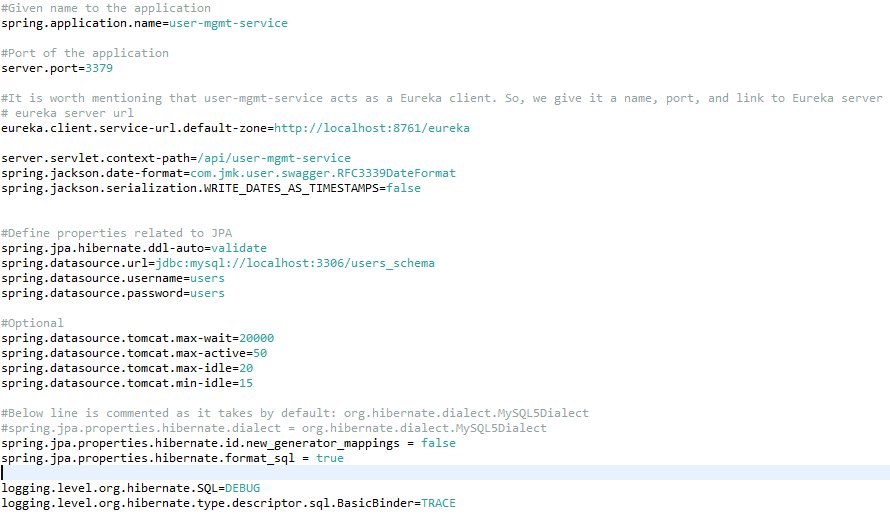 #Given name to the application
spring.application.name=user-mgmt-service
#Port of the application
server.port=3379
#It is worth mentioning that user-mgmt-service acts as a Eureka client. So, we give it a name, port, and link to Eureka server
# eureka server url
eureka.client.service-url.default-zone=http://localhost:8761/eureka
server.servlet.context-path=/api/user-mgmt-service
spring.jackson.date-format=com.jmk.user.swagger.RFC3339DateFormat
spring.jackson.serialization.WRITE_DATES_AS_TIMESTAMPS=false
#Define properties related to JPA
spring.jpa.hibernate.ddl-auto=validate
spring.datasource.url=jdbc:mysql://localhost:3306/users_schema
spring.datasource.username=users
spring.datasource.password=users
#Optional
spring.datasource.tomcat.max-wait=20000
spring.datasource.tomcat.max-active=50
spring.datasource.tomcat.max-idle=20
spring.datasource.tomcat.min-idle=15
#Below line is commented as it takes by default: org.hibernate.dialect.MySQL5Dialect
#spring.jpa.properties.hibernate.dialect = org.hibernate.dialect.MySQL5Dialect
spring.jpa.properties.hibernate.id.new_generator_mappings = false
spring.jpa.properties.hibernate.format_sql = true
logging.level.org.hibernate.SQL=DEBUG
logging.level.org.hibernate.type.descriptor.sql.BasicBinder=TRACE